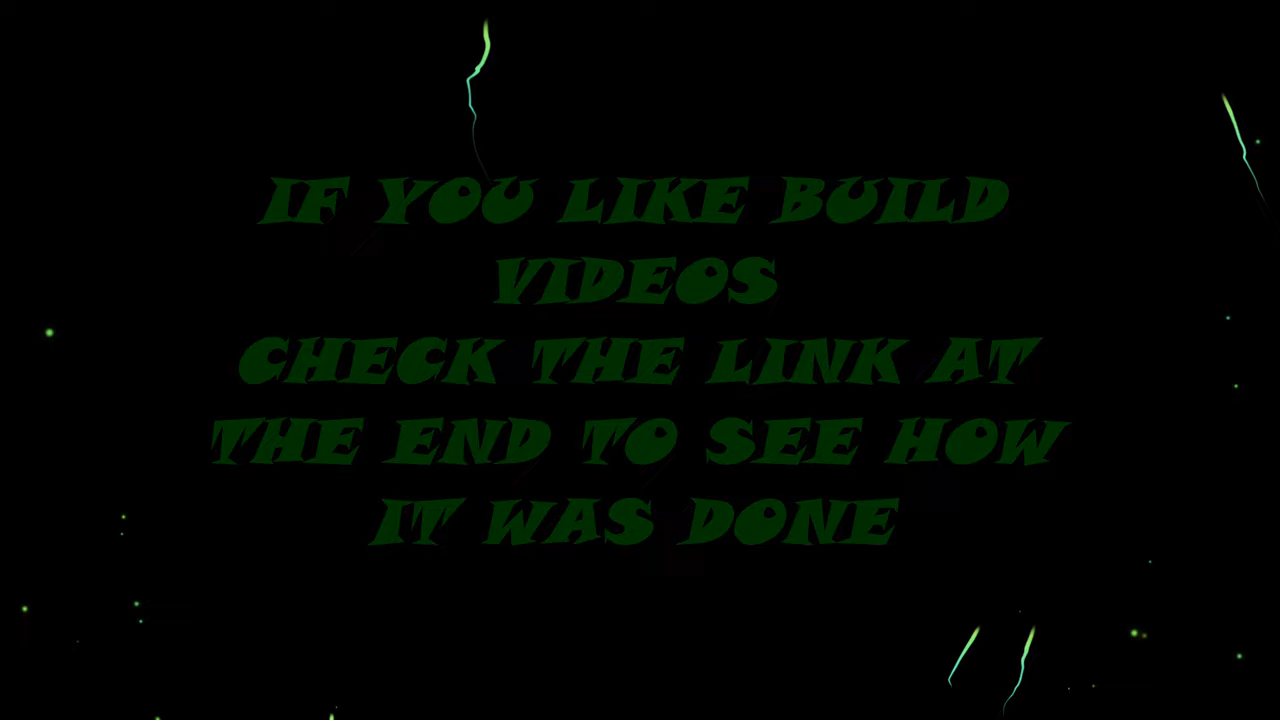 IF YOU LIKE BUILD
VIDEOS
CHECK THE LINK AT
THE END TO SEE HOW
IT WAS DONE